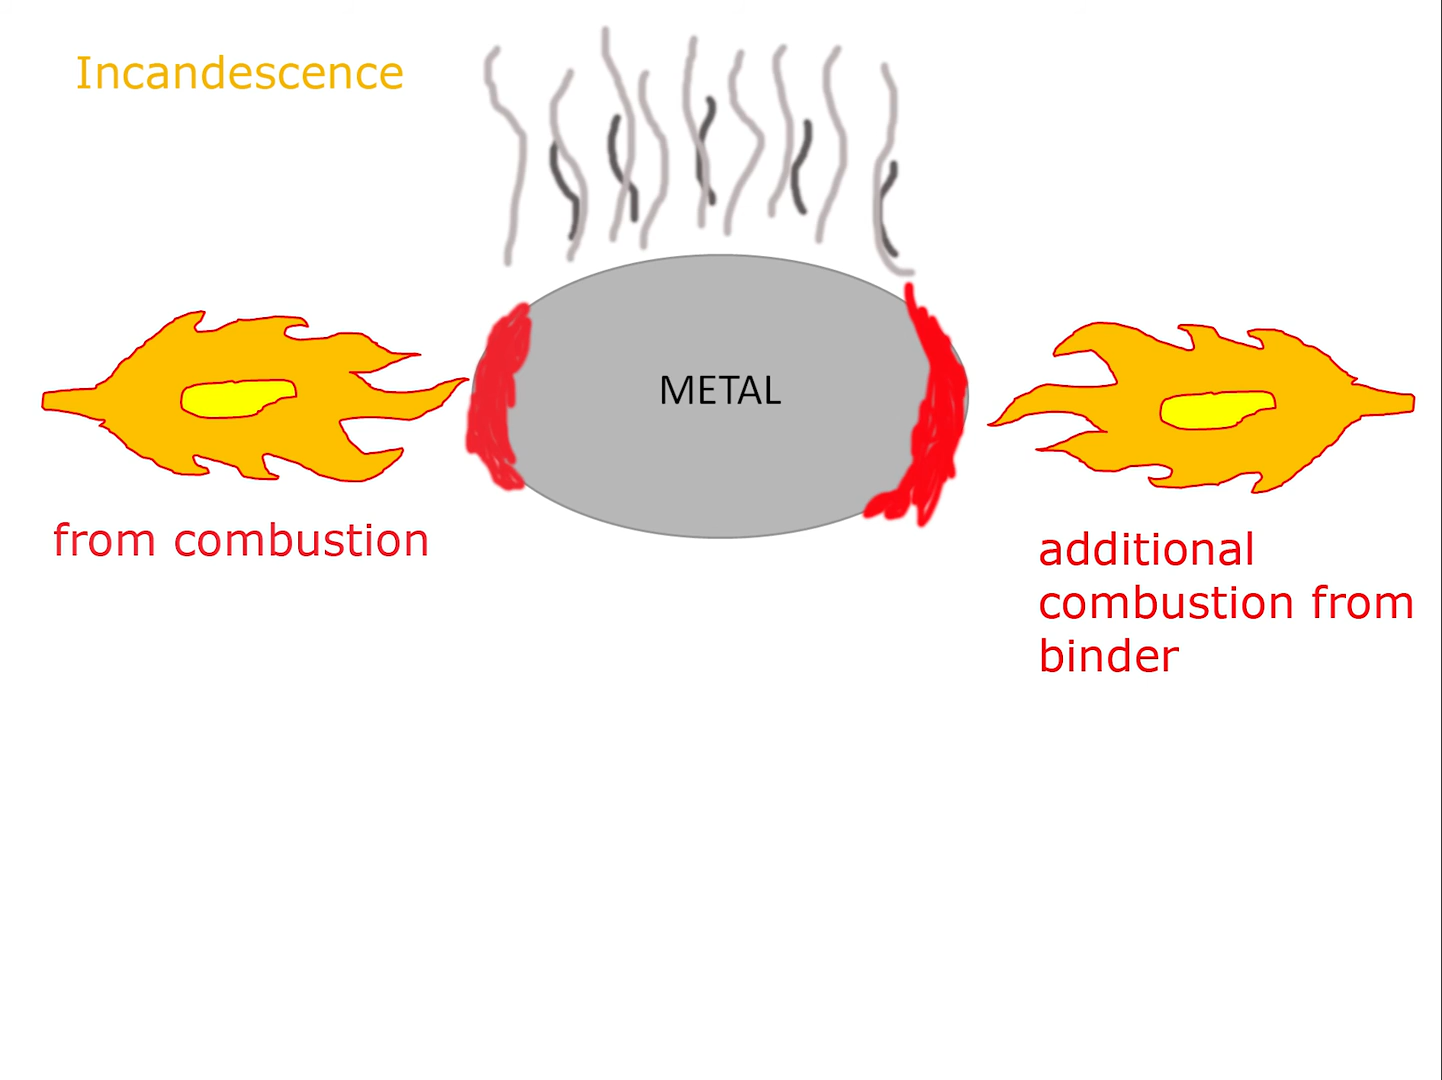 Incandescence
METAL
from combustion
additional
combustion from
binder